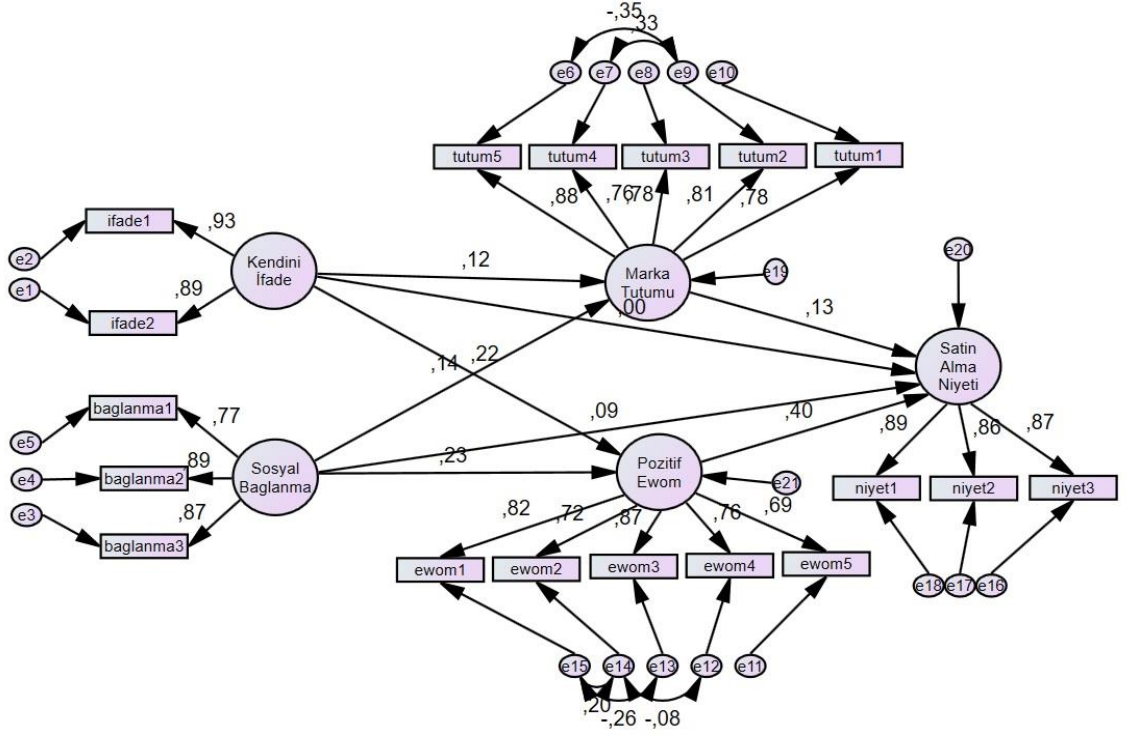 -,35
,33
e6
e7
e8
e9
e10
tutum5
tutum4
tutum3
tutum2
tutum1
,88
,76
,78
,81
,78
ifade1
,93
e2
e1
,89
ifade2
Kendini
İfade
,12
Marka
Tutumu
e19
e20
,00
,13
Satin
Alma
Niyeti
,14
,22
baglanma1
,77
e5
,89
e4
baglanma2
Sosyal
Baglanma
e3
,87
baglanma3
,09
,40
,23
Pozitif
Ewom
e21
,89
,86
,87
niyet1
niyet2
niyet3
,82
,72
,87
,76
,69
ewom1
ewom2
ewom3
ewom4
ewom5
e18
e17
e16
e15
e14
e13
e12
e11
,20
-,26
-,08